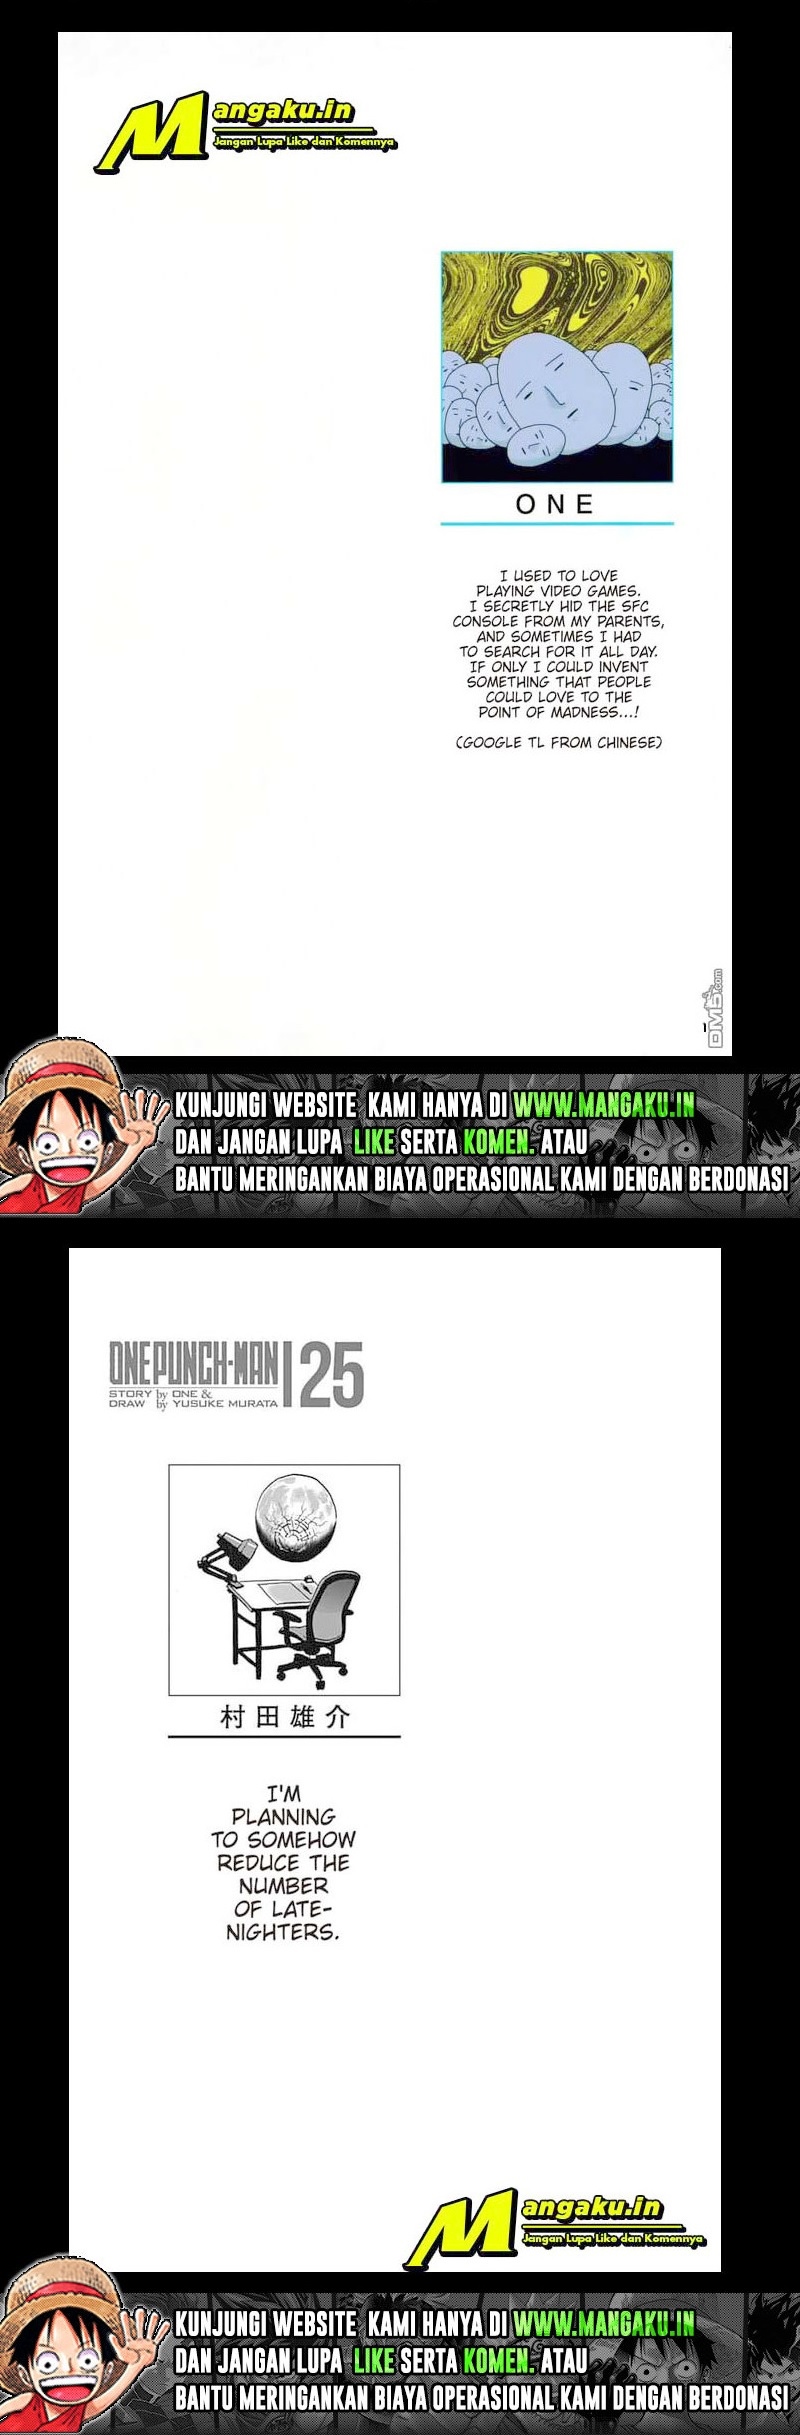 Mangaku.in
Jangan Lupa Like dan Komennya
ONE
I USED TO LOVE
PLAYING VIDEO GAMES.
I SECRETLY HID THE SFC
CONSOLE FROM MY PARENTS,
AND SOMETIMES I HAD
TO SEARCH FOR IT ALL DAY.
IF ONLY I COULD INVENT
SOMETHING THAT PEOPLE
COULD LOVE TO THE
POINT OF MADNESS...!
(GOOGLE TL FROM CHINESE)
1
DM5.com
KUNJUNGI WEBSITE KAMI HANYA DI WWW.MANGAKU.IN
DAN JANGAN LUPA LIKE SERTA KOMEN. ATAU
BANTU MERINGANKAN BIAYA OPERASIONAL KAMI DENGAN BERDONASI
ONEPUNCH-MAN 25
STORY by ONE &
DRAW by YUSUKE MURATA
村田雄介
I'M
PLANNING
TO SOMEHOW
REDUCE THE
NUMBER
OF LATE-
NIGHTERS.
Mangaku.in
Jangan Lupa Like dan Komennya
KUNJUNGI WEBSITE KAMI HANYA DI WWW.MANGAKU.IN
DAN JANGAN LUPA LIKE SERTA KOMEN. ATAU
BANTU MERINGANKAN BIAYA OPERASIONAL KAMI DENGAN BERDONASI